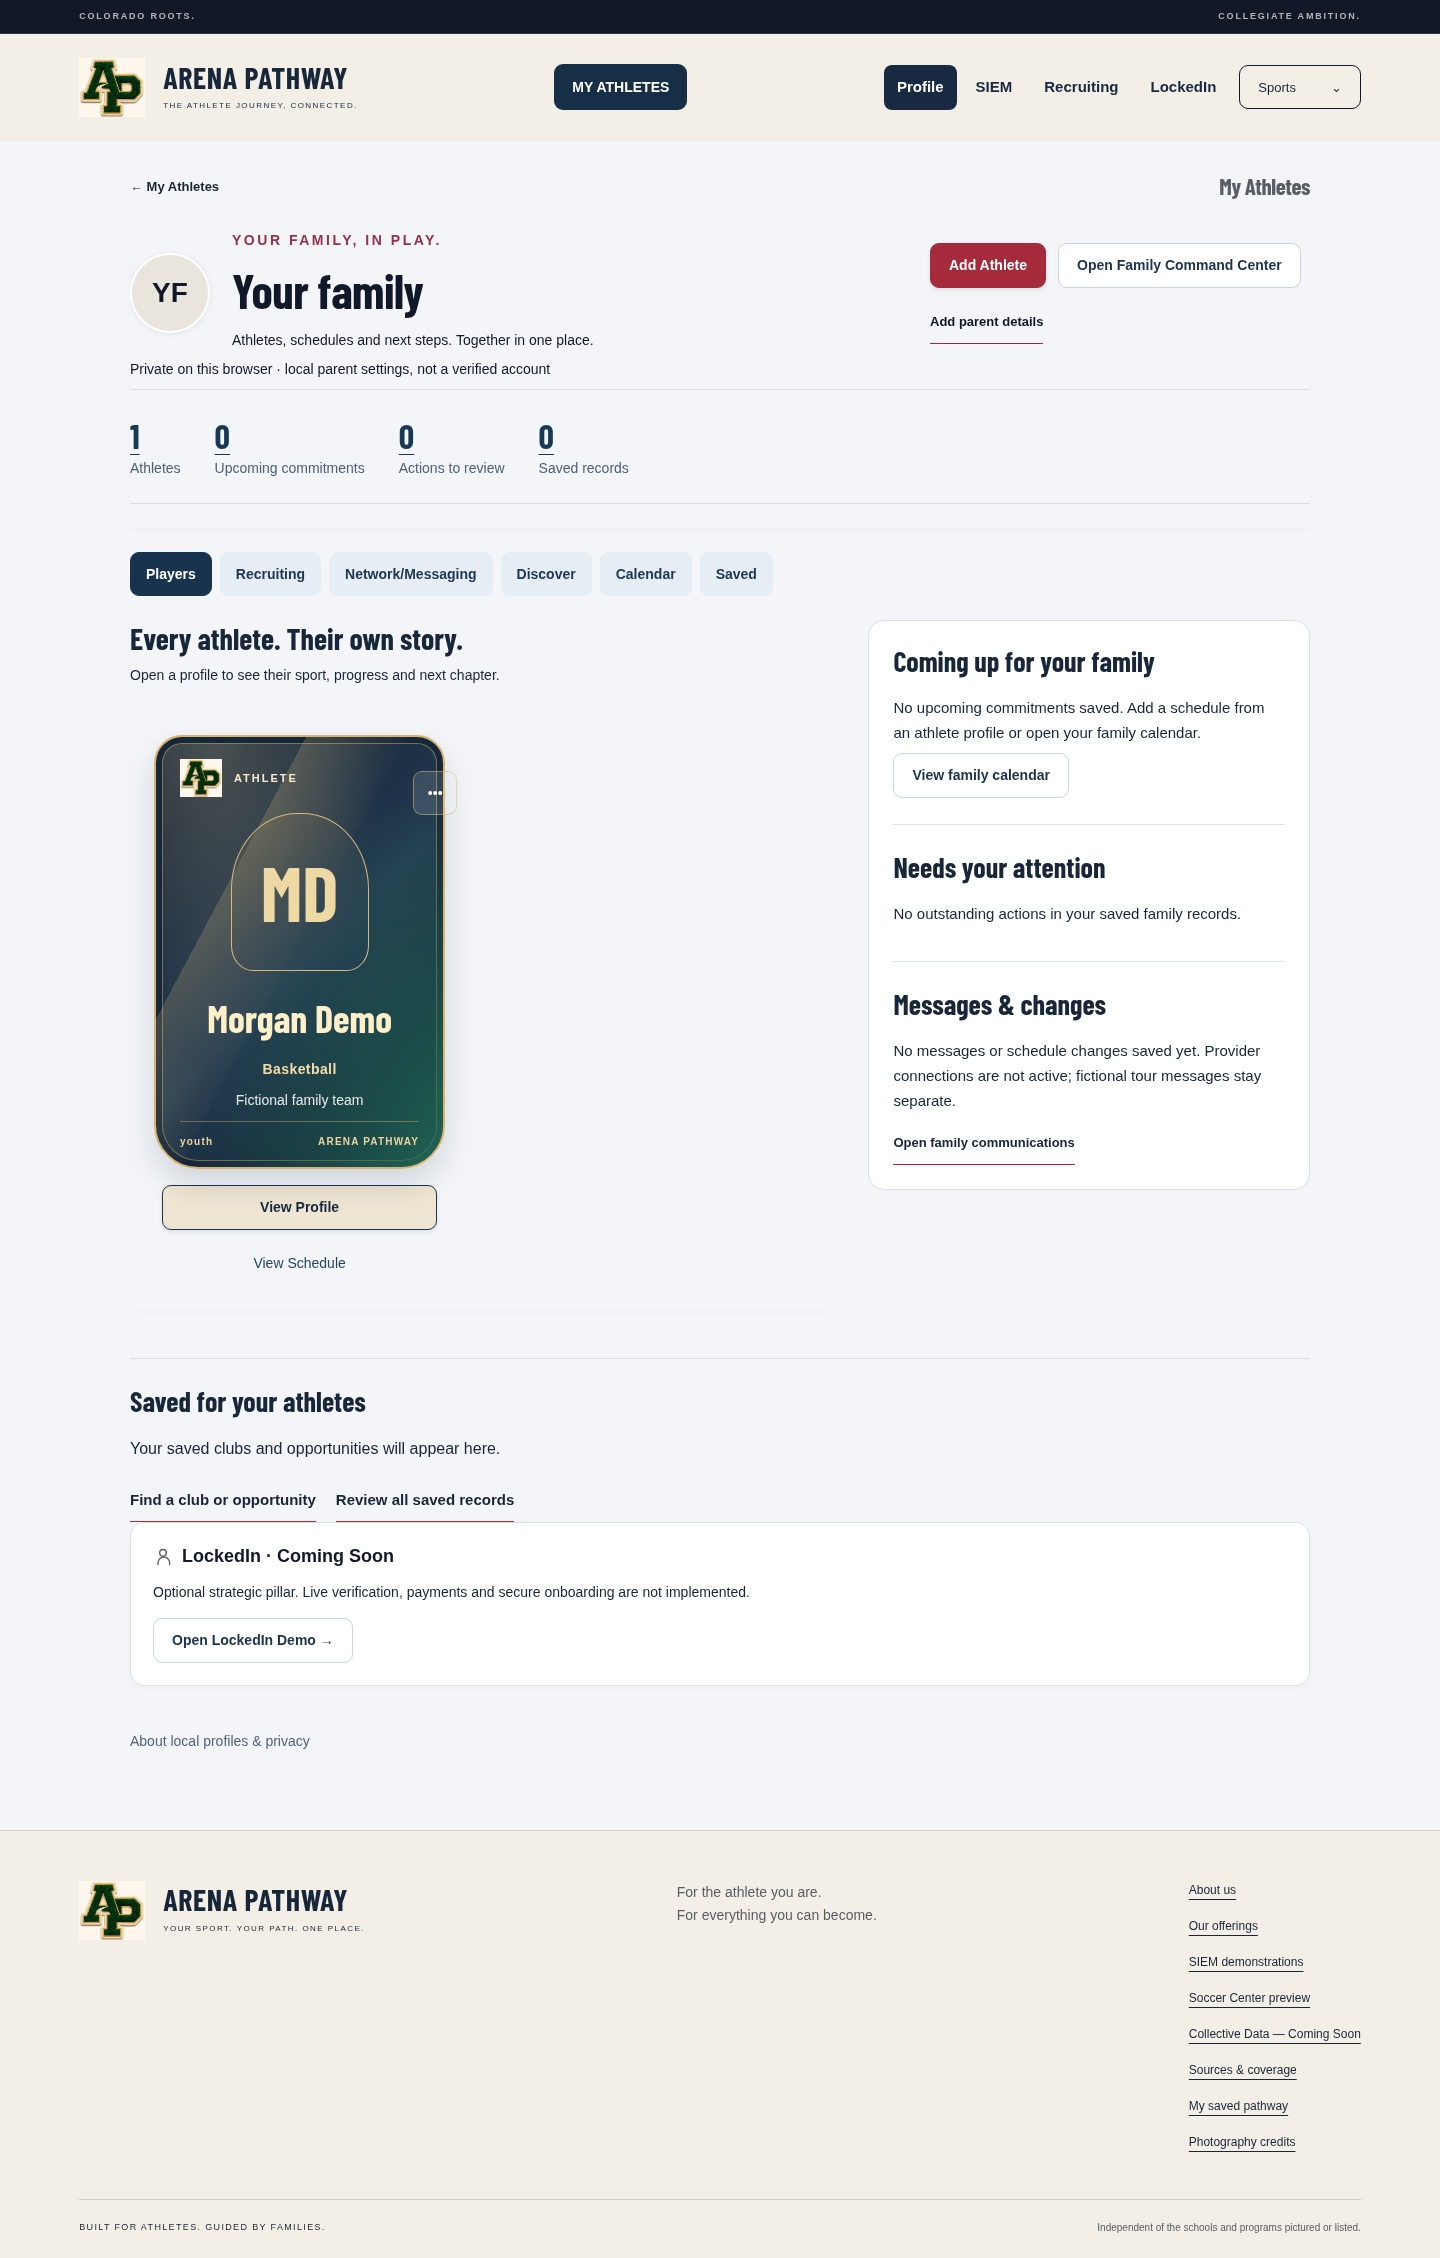 COLORADO ROOTS.
COLLEGIATE AMBITION.
AP
ARENA PATHWAY
THE ATHLETE JOURNEY, CONNECTED.
MY ATHLETES
Profile
SIEM
Recruiting
LockedIn
Sports
← My Athletes
My Athletes
YF
YOUR FAMILY, IN PLAY.
Your family
Athletes, schedules and next steps. Together in one place.
Add Athlete
Open Family Command Center
Add parent details
Private on this browser · local parent settings, not a verified account
1
Athletes
0
Upcoming commitments
0
Actions to review
0
Saved records
Players
Recruiting
Network/Messaging
Discover
Calendar
Saved
Every athlete. Their own story.
Open a profile to see their sport, progress and next chapter.
AP
ATHLETE
•••
MD
Morgan Demo
Basketball
Fictional family team
youth
ARENA PATHWAY
View Profile
View Schedule
Coming up for your family
No upcoming commitments saved. Add a schedule from
an athlete profile or open your family calendar.
View family calendar
Needs your attention
No outstanding actions in your saved family records.
Messages & changes
No messages or schedule changes saved yet. Provider
connections are not active; fictional tour messages stay
separate.
Open family communications
Saved for your athletes
Your saved clubs and opportunities will appear here.
Find a club or opportunity
Review all saved records
LockedIn · Coming Soon
Optional strategic pillar. Live verification, payments and secure onboarding are not implemented.
Open LockedIn Demo →
About local profiles & privacy
AP
ARENA PATHWAY
YOUR SPORT. YOUR PATH. ONE PLACE.
For the athlete you are.
For everything you can become.
About us
Our offerings
SIEM demonstrations
Soccer Center preview
Collective Data — Coming Soon
Sources & coverage
My saved pathway
Photography credits
BUILT FOR ATHLETES. GUIDED BY FAMILIES.
Independent of the schools and programs pictured or listed.